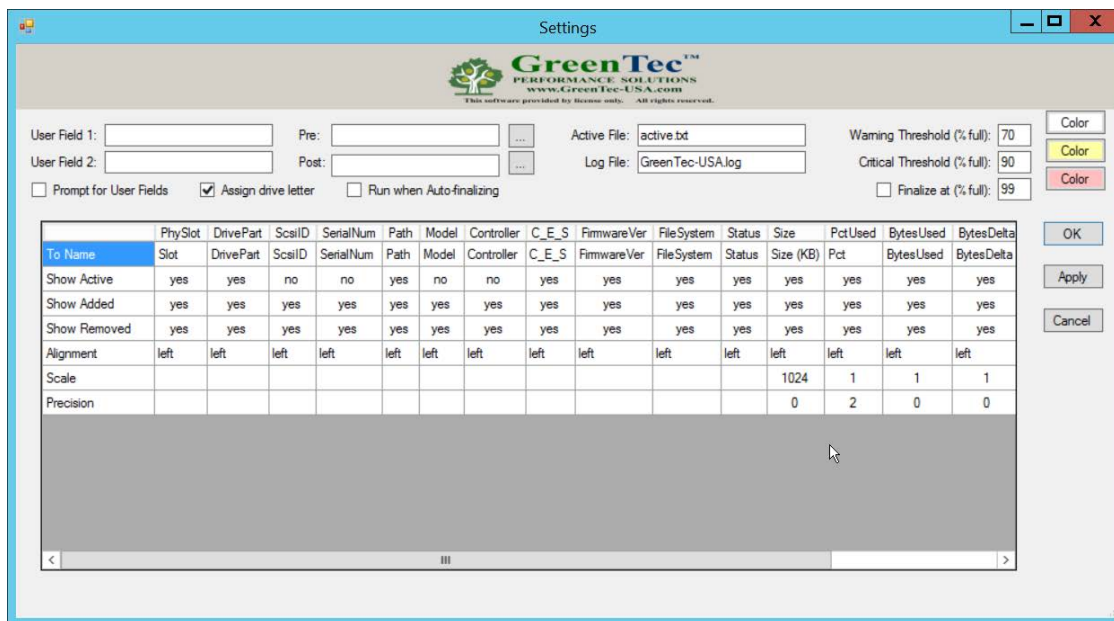 Settings
GreenTec™
PERFORMANCE SOLUTIONS
www.GreenTec-USA.com
This software provided by license only. All rights reserved.
User Field 1: Pre: ... Active File: active.txt Warning Threshold (% full): 70 Color
User Field 2: Post: ... Log File: GreenTec-USA.log Critical Threshold (% full): 90 Color
Prompt for User Fields Assign drive letter Run when Auto-finalizing Finalize at (% full): 99 Color
PhySlot DrivePart ScsiID SerialNum Path Model Controller C_E_S FirmwareVer FileSystem Status Size PctUsed BytesUsed BytesDelta
To Name Slot DrivePart ScsiID SerialNum Path Model Controller C_E_S FirmwareVer FileSystem Status Size (KB) Pct BytesUsed BytesDelta
Show Active yes yes no no yes no no yes yes yes yes yes yes yes yes
Show Added yes yes yes yes yes yes yes yes yes yes yes yes yes yes yes
Show Removed yes yes yes yes yes yes yes yes yes yes yes yes yes yes yes
Alignment left left left left left left left left left left left left left left left
Scale 1024 1 1 1
Precision 0 2 0 0
OK
Apply
Cancel